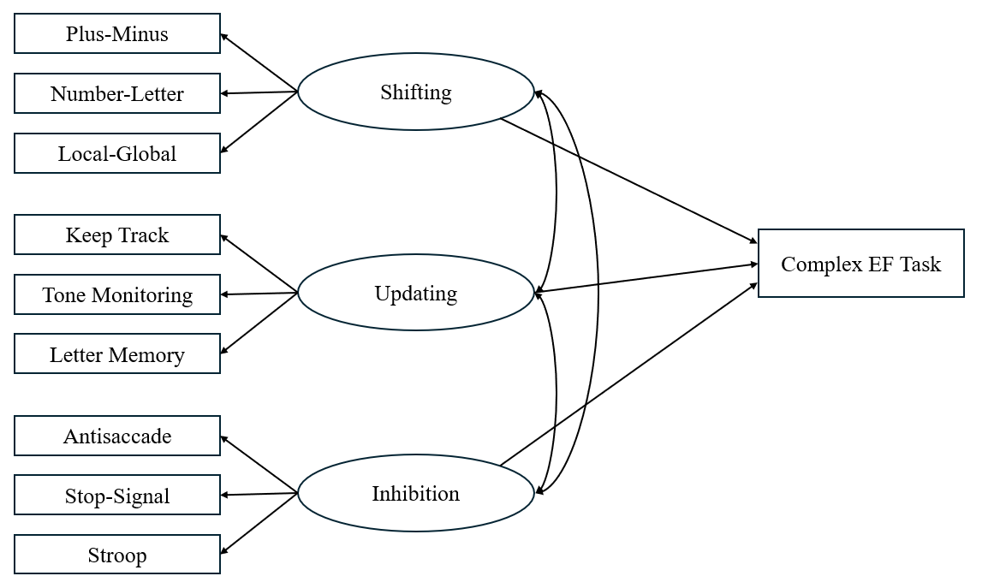 Plus-Minus
Number-Letter
Local-Global
Shifting
Keep Track
Tone Monitoring
Letter Memory
Updating
Antisaccade
Stop-Signal
Stroop
Inhibition
Complex EF Task